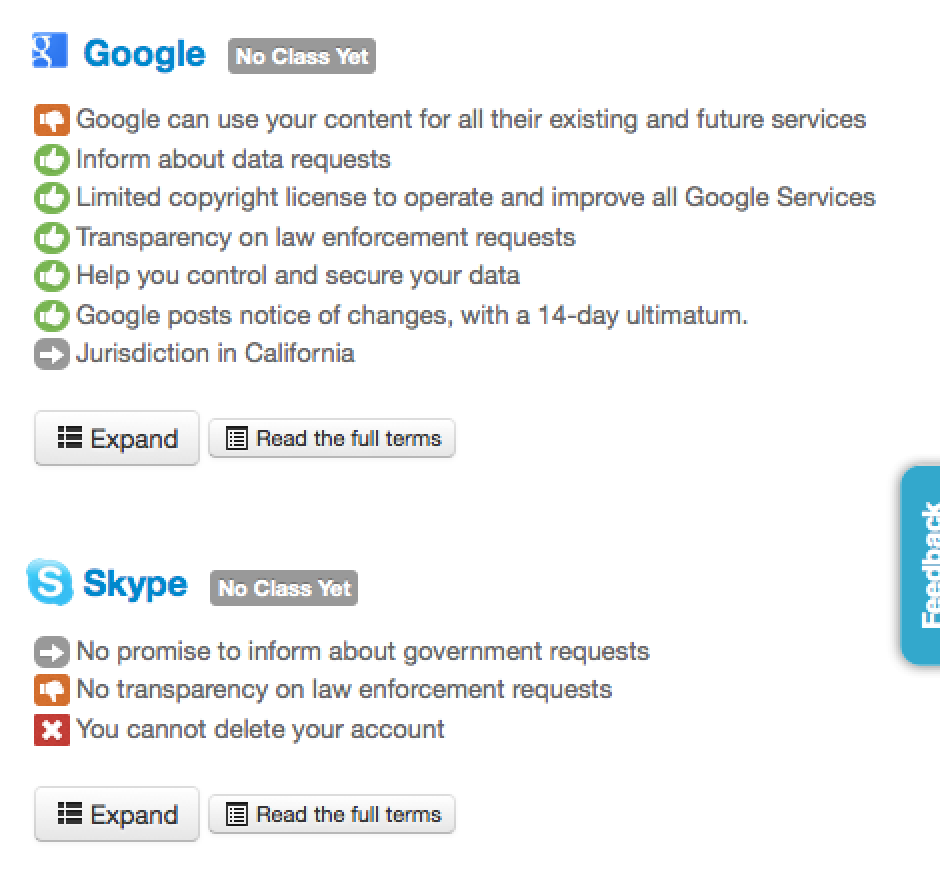 Google No Class Yet
Google can use your content for all their existing and future services
Inform about data requests
Limited copyright license to operate and improve all Google Services
Transparency on law enforcement requests
Help you control and secure your data
Google posts notice of changes, with a 14-day ultimatum.
Jurisdiction in California
Expand Read the full terms
Feedback
Skype No Class Yet
No promise to inform about government requests
No transparency on law enforcement requests
You cannot delete your account
Expand Read the full terms